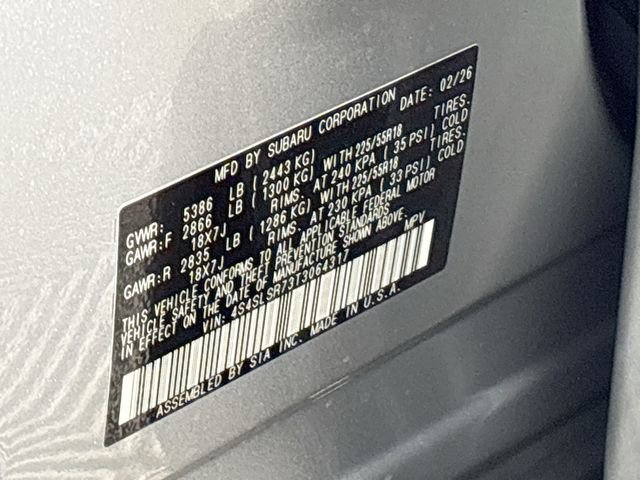 MFD BY SUBARU CORPORATION DATE: 02/26
GVWR: 5386 LB ( 2443 KG)
GAWR:F 2866 LB ( 1300 KG) WITH 225/55R18 TIRES.
18X7J RIMS. AT 240 KPA ( 35 PSI) COLD
GAWR:R 2835 LB ( 1286 KG) WITH 225/55R18 TIRES.
18X7J RIMS. AT 230 KPA ( 33 PSI) COLD
THIS VEHICLE CONFORMS TO ALL APPLICABLE FEDERAL MOTOR
VEHICLE SAFETY AND THEFT PREVENTION STANDARDS
IN EFFECT ON THE DATE OF MANUFACTURE SHOWN ABOVE.
VIN: 4S4SLSR73T3064317 MPV
ASSEMBLED BY SIA INC. MADE IN U.S.A.